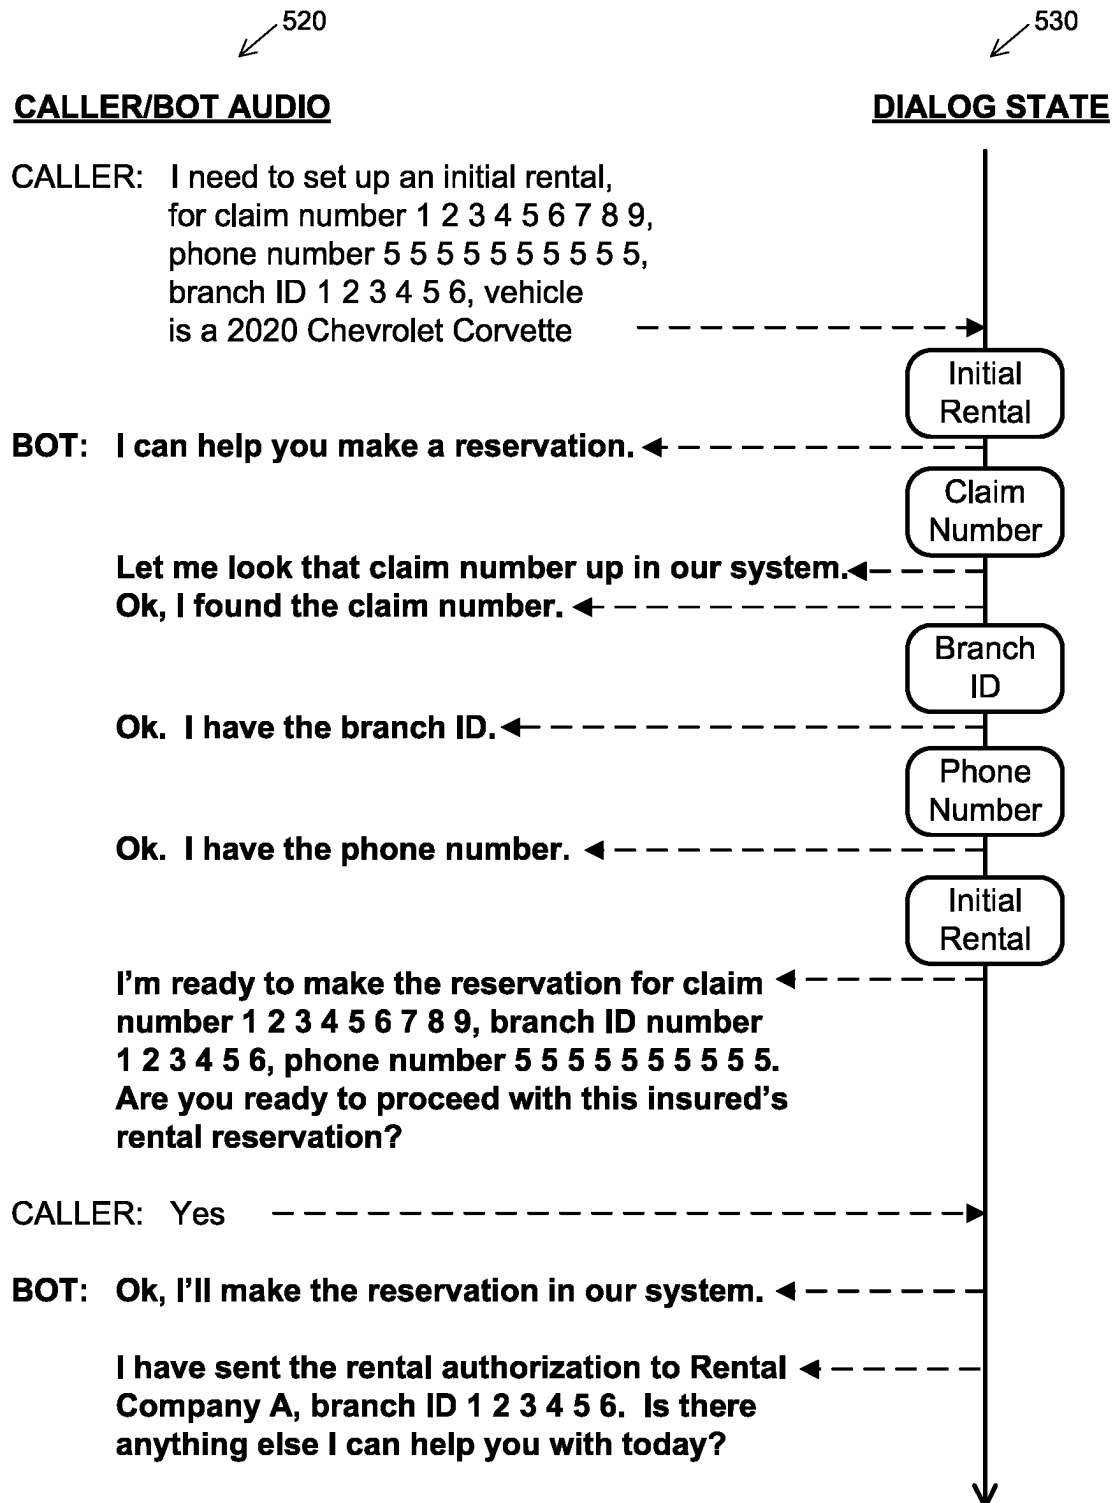 520
530
CALLER/BOT AUDIO
DIALOG STATE
CALLER: I need to set up an initial rental,
for claim number 1 2 3 4 5 6 7 8 9,
phone number 5 5 5 5 5 5 5 5 5 5,
branch ID 1 2 3 4 5 6, vehicle
is a 2020 Chevrolet Corvette
Initial
Rental
BOT: I can help you make a reservation.
Claim
Number
Let me look that claim number up in our system.
Ok, I found the claim number.
Branch
ID
Ok. I have the branch ID.
Phone
Number
Ok. I have the phone number.
Initial
Rental
I'm ready to make the reservation for claim
number 1 2 3 4 5 6 7 8 9, branch ID number
1 2 3 4 5 6, phone number 5 5 5 5 5 5 5 5 5 5.
Are you ready to proceed with this insured's
rental reservation?
CALLER: Yes
BOT: Ok, I'll make the reservation in our system.
I have sent the rental authorization to Rental
Company A, branch ID 1 2 3 4 5 6. Is there
anything else I can help you with today?